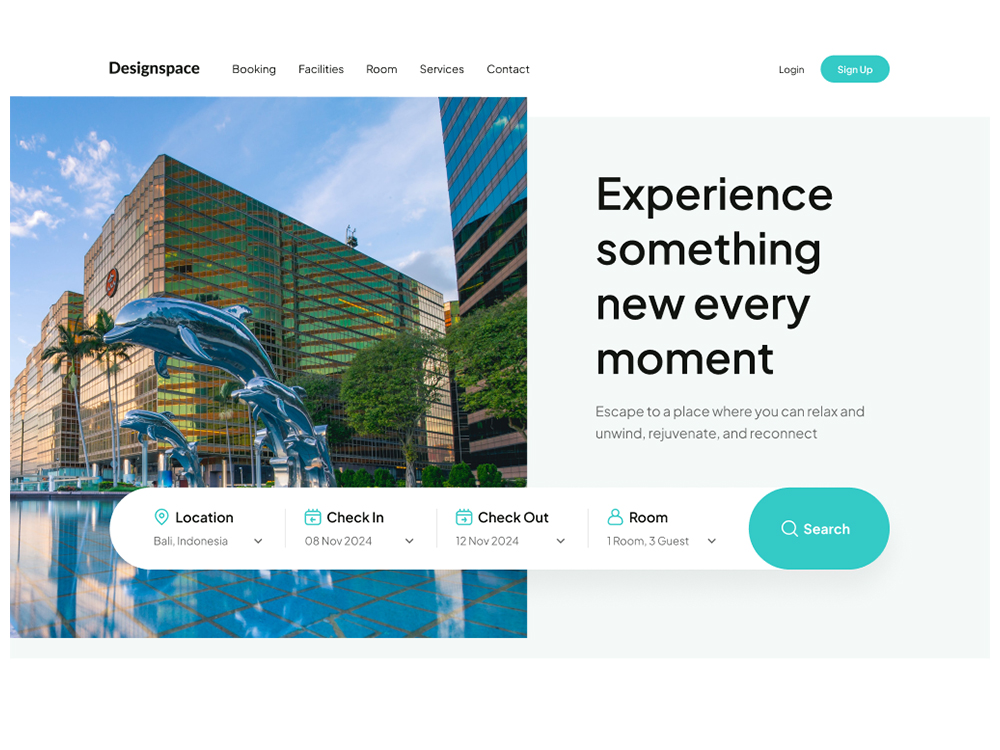 Designspace
Booking Facilities Room Services Contact
Login
Sign Up
Experience
something
new every
moment
Escape to a place where you can relax and
unwind, rejuvenate, and reconnect
Location
Bali, Indonesia
Check In
08 Nov 2024
Check Out
12 Nov 2024
Room
1 Room, 3 Guest
Search